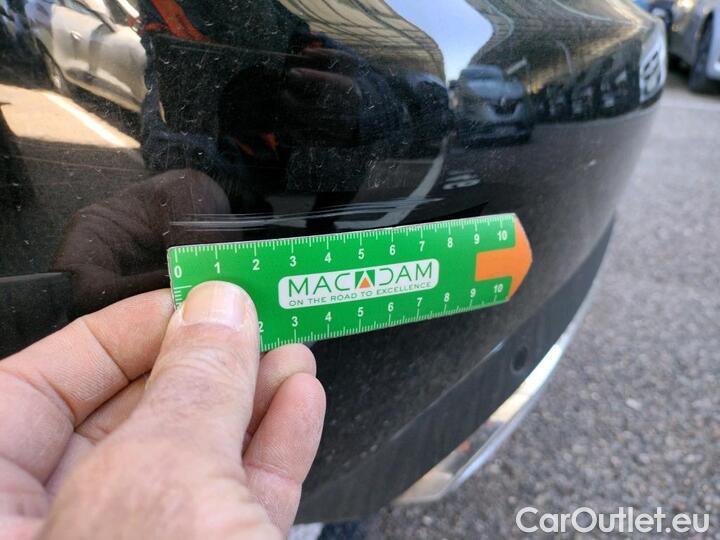 0 1 2 3 4 5 6 7 8 9 10
MACADAM
ON THE ROAD TO EXCELLENCE
2 3 4 5 6 7 8 9 10
CarOutlet.eu